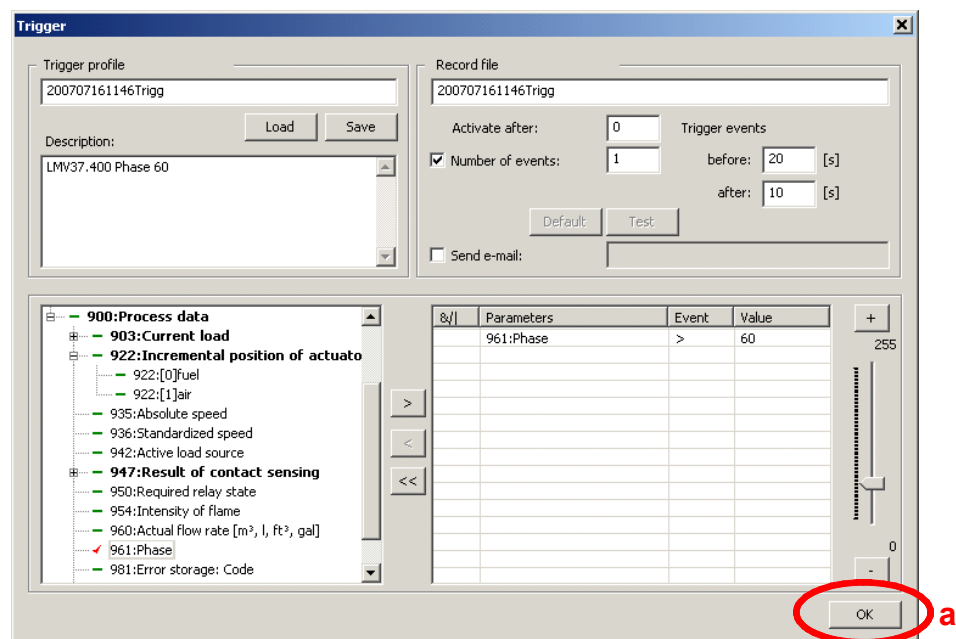 Trigger
Trigger profile
200707161146Trigg
Load
Save
Description:
LMV37.400 Phase 60
Record file
200707161146Trigg
Activate after: 0 Trigger events
Number of events: 1 before: 20 [s]
after: 10 [s]
Default
Test
Send e-mail:
900:Process data
903:Current load
922:Incremental position of actuato
922:[0]fuel
922:[1]air
935:Absolute speed
936:Standardized speed
942:Active load source
947:Result of contact sensing
950:Required relay state
954:Intensity of flame
960:Actual flow rate [m³, l, ft³, gal]
961:Phase
981:Error storage: Code
>
<
<<
&/| Parameters Event Value
961:Phase > 60
+
255
0
-
OK
a